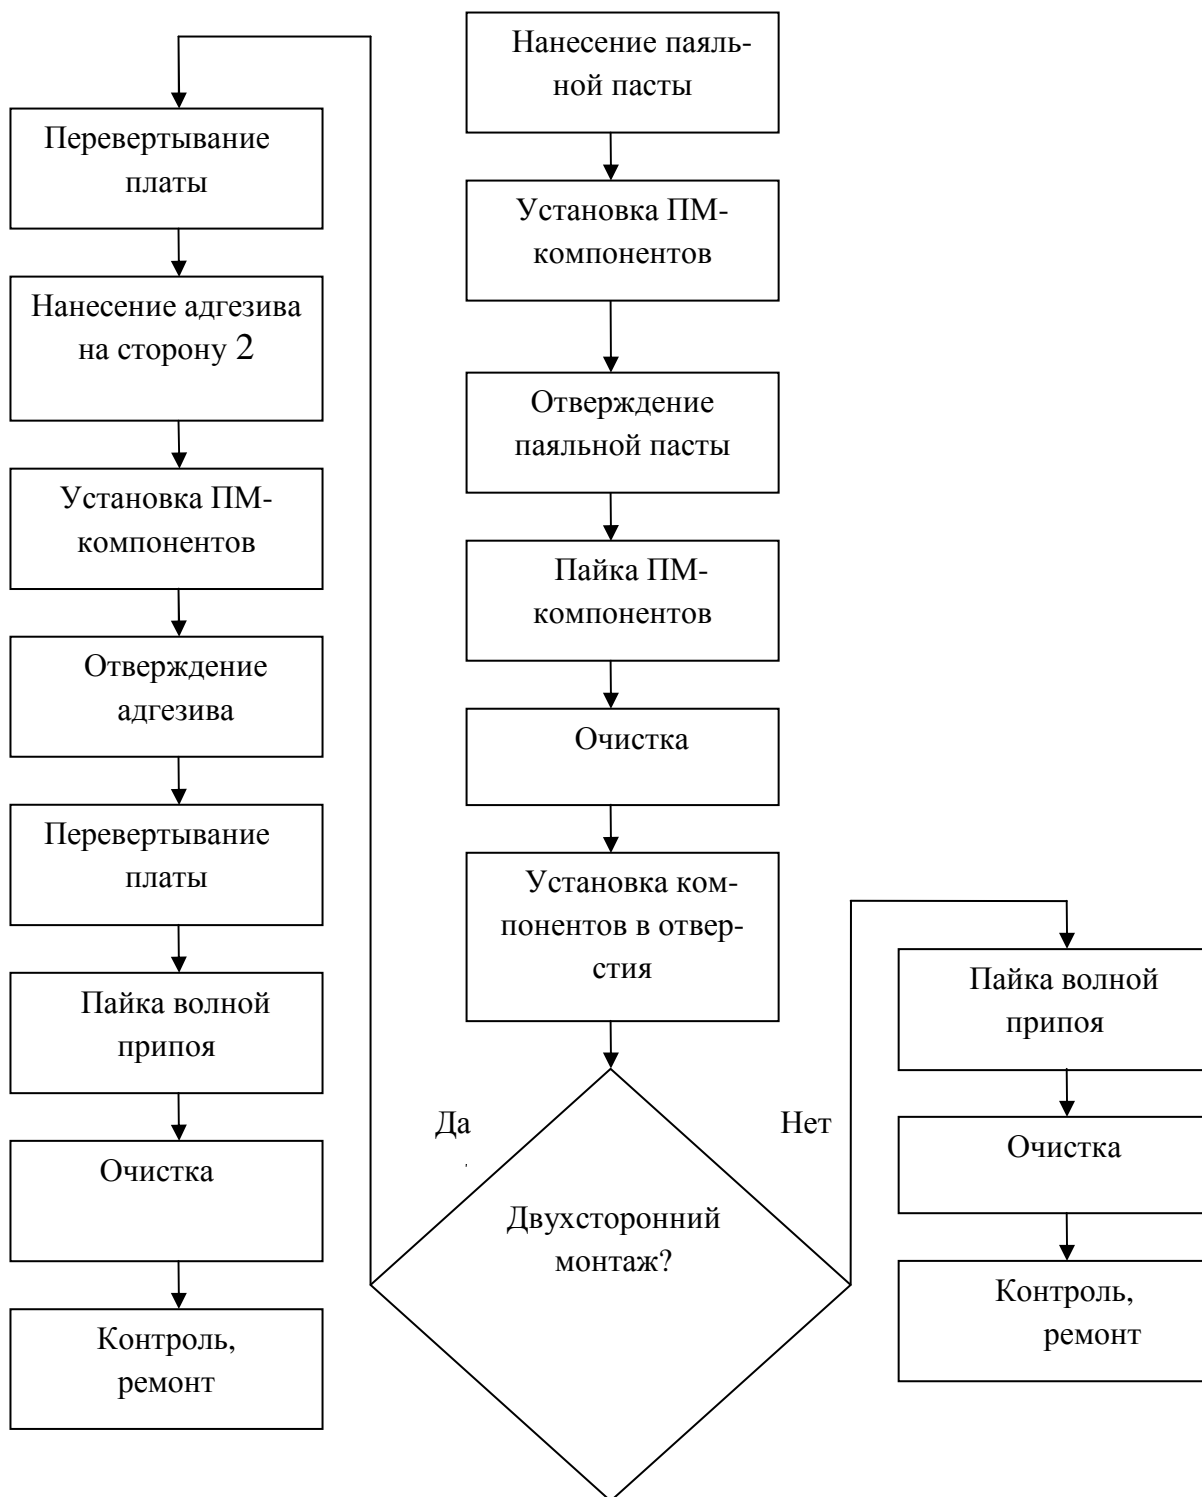 Нанесение паяль-
ной пасты
Установка ПМ-
компонентов
Отверждение
паяльной пасты
Пайка ПМ-
компонентов
Очистка
Установка ком-
понентов в отвер-
стия
Двухсторонний
монтаж?
Да
Перевертывание
платы
Нанесение адгезива
на сторону 2
Установка ПМ-
компонентов
Отверждение
адгезива
Перевертывание
платы
Пайка волной
припоя
Очистка
Контроль,
ремонт
Нет
Пайка волной
припоя
Очистка
Контроль,
ремонт